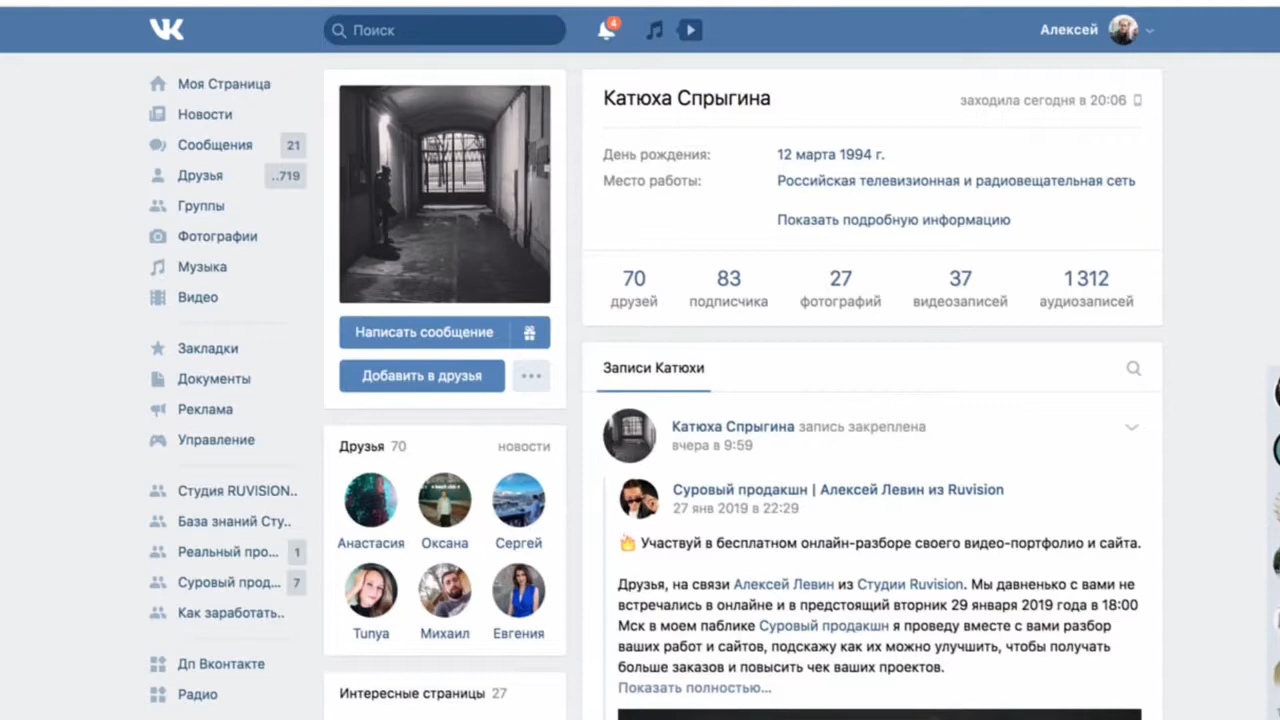 VK
Поиск
4
Алексей
Моя Страница
Новости
Сообщения 21
Друзья ..719
Группы
Фотографии
Музыка
Видео
Закладки
Документы
Реклама
Управление
Студия RUVISION..
База знаний Сту..
Реальный про... 1
Суровый прод... 7
Как заработать..
Дп Вконтакте
Радио
Написать сообщение
Добавить в друзья
Друзья 70 новости
Анастасия Оксана Сергей
Tunya Михаил Евгения
Интересные страницы 27
Катюха Спрыгина заходила сегодня в 20:06
День рождения: 12 марта 1994 г.
Место работы: Российская телевизионная и радиовещательная сеть
Показать подробную информацию
70 83 27 37 1 312
друзей подписчика фотографий видеозаписей аудиозаписей
Записи Катюхи
Катюха Спрыгина запись закреплена
вчера в 9:59
Суровый продакшн | Алексей Левин из Ruvision
27 янв 2019 в 22:29
Участвуй в бесплатном онлайн-разборе своего видео-портфолио и сайта.
Друзья, на связи Алексей Левин из Студии Ruvision. Мы давненько с вами не
встречались в онлайне и в предстоящий вторник 29 января 2019 года в 18:00
Мск в моем паблике Суровый продакшн я проведу вместе с вами разбор
ваших работ и сайтов, подскажу как их можно улучшить, чтобы получать
больше заказов и повысить чек ваших проектов.
Показать полностью...